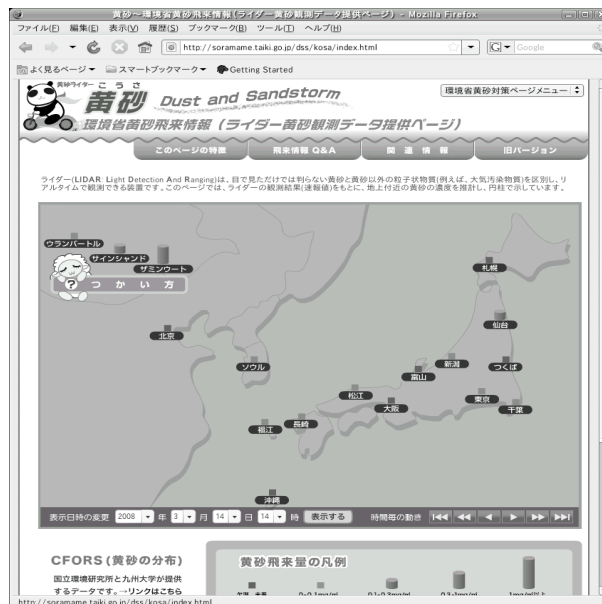 黄砂～環境省黄砂飛来情報(ライダー黄砂観測データ提供ページ) - Mozilla Firefox
ファイル(F) 編集(E) 表示(V) 履歴(S) ブックマーク(B) ツール(T) ヘルプ(H)
http://soramame.taiki.go.jp/dss/kosa/index.html
Google
よく見るページ スマートブックマーク Getting Started
黄砂ライダー
こうさ
黄砂 Dust and Sandstorm
環境省黄砂対策ページメニュー
環境省黄砂飛来情報 (ライダー黄砂観測データ提供ページ)
このページの特徴 飛来情報 Q&A 関連情報 旧バージョン
ライダー(LIDAR: Light Detection And Ranging)は、目で見ただけでは判らない黄砂と黄砂以外の粒子状物質(例えば、大気汚染物質)を区別し、リ
アルタイムで観測できる装置です。このページでは、ライダーの観測結果(速報値)をもとに、地上付近の黄砂の濃度を推計し、円柱で示しています。
ウランバートル
サインシャンド
ザミンウート
? つかい方
札幌
仙台
北京
ソウル
新潟
つくば
富山
松江
東京
大阪
千葉
福江
長崎
沖縄
表示日時の変更 2008 年 3 月 14 日 14 時 表示する 時間毎の動き
CFORS (黄砂の分布)
国立環境研究所と九州大学が提供
するデータです。→リンクはこちら
黄砂飛来量の凡例
http://soramame.taiki.go.jp/dss/kosa/index.html